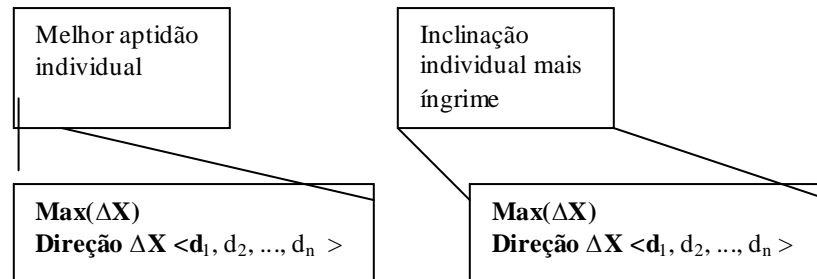 Melhor aptidão
individual
Inclinação
individual mais
íngrime
Max(ΔX)
Direção ΔX <d₁, d₂, ..., dₙ >
Max(ΔX)
Direção ΔX <d₁, d₂, ..., dₙ >